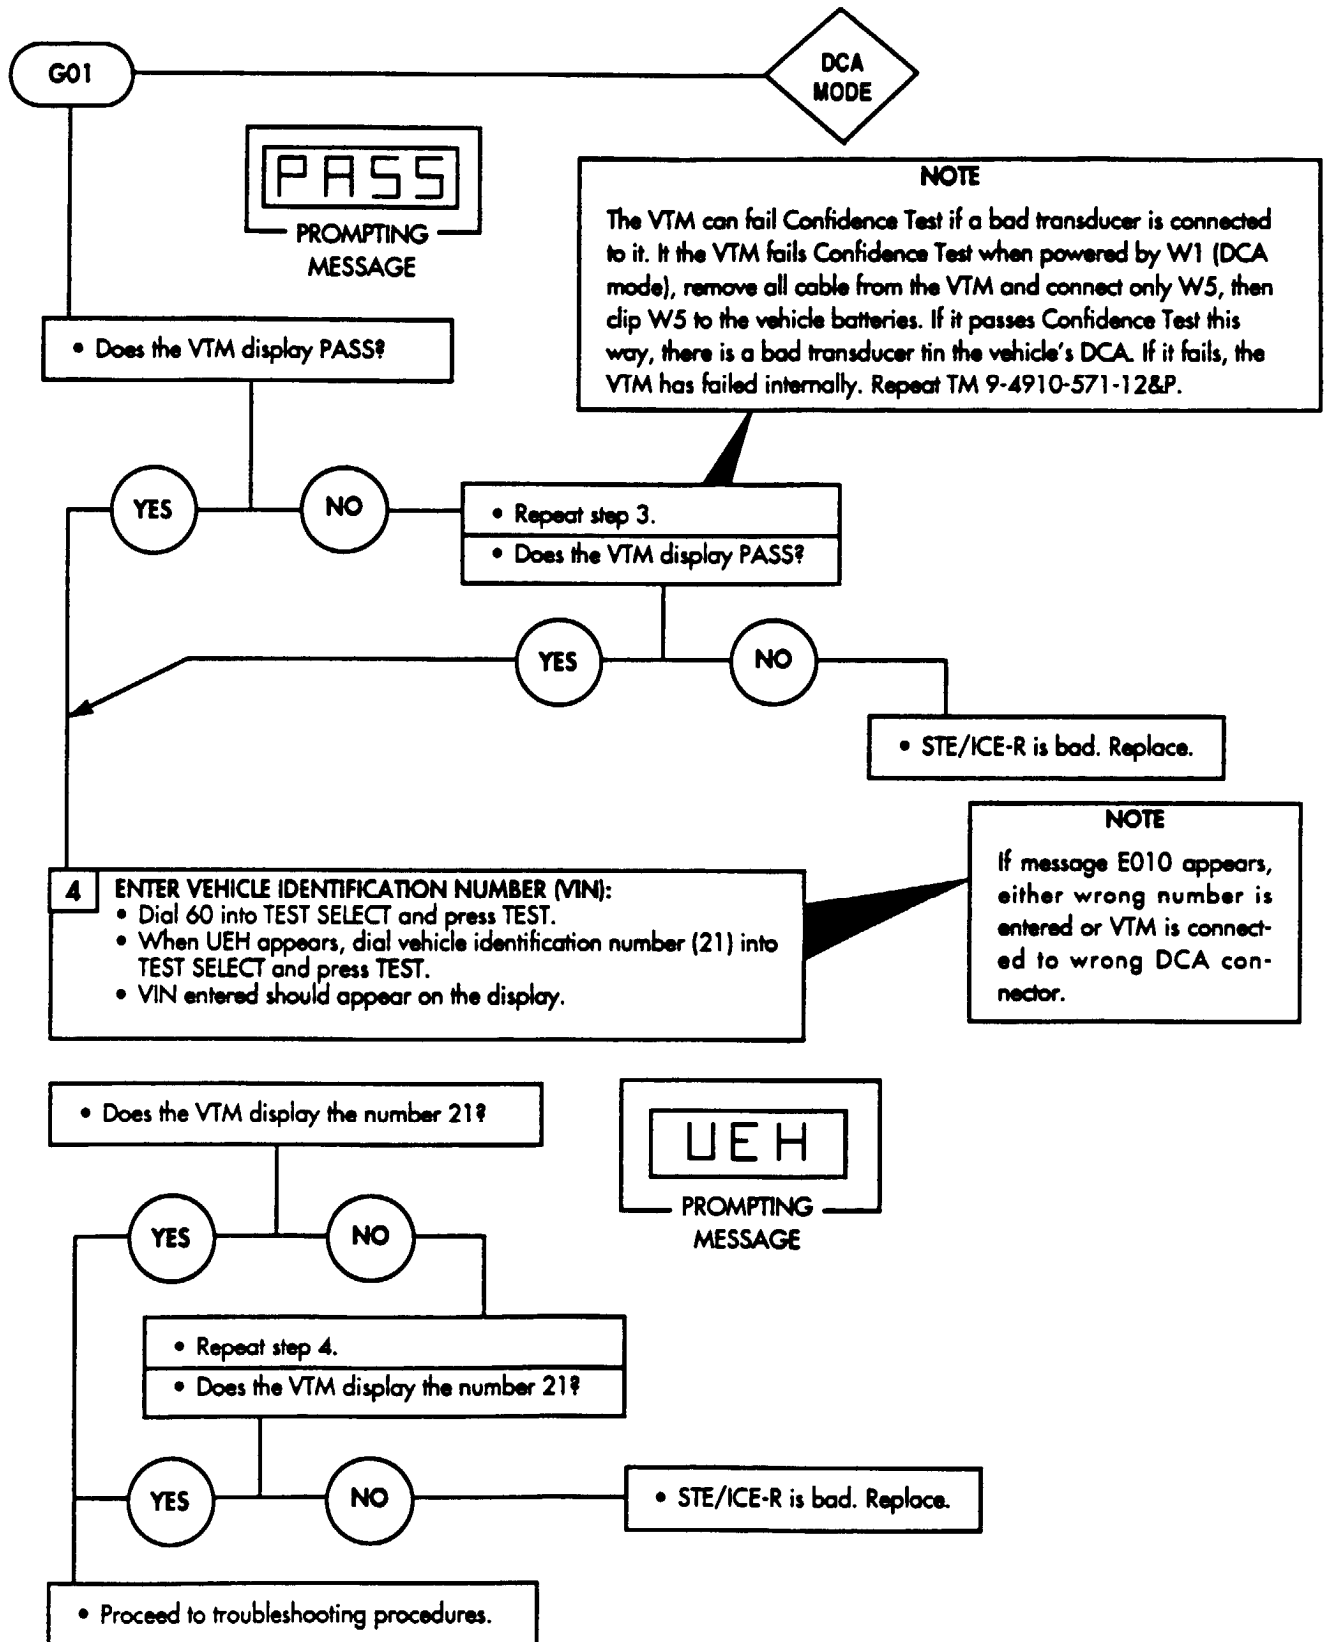 G01
DCA
MODE
PASS
PROMPTING
MESSAGE
NOTE
The VTM can fail Confidence Test if a bad transducer is connected
to it. It the VTM fails Confidence Test when powered by W1 (DCA
mode), remove all cable from the VTM and connect only W5, then
clip W5 to the vehicle batteries. If it passes Confidence Test this
way, there is a bad transducer tin the vehicle's DCA. If it fails, the
VTM has failed internally. Repeat TM 9-4910-571-12&P.
• Does the VTM display PASS?
YES
NO
• Repeat step 3.
• Does the VTM display PASS?
YES
NO
• STE/ICE-R is bad. Replace.
NOTE
If message E010 appears,
either wrong number is
entered or VTM is connect-
ed to wrong DCA con-
nector.
4 ENTER VEHICLE IDENTIFICATION NUMBER (VIN):
• Dial 60 into TEST SELECT and press TEST.
• When UEH appears, dial vehicle identification number (21) into
TEST SELECT and press TEST.
• VIN entered should appear on the display.
• Does the VTM display the number 21?
UEH
PROMPTING
MESSAGE
YES
NO
• Repeat step 4.
• Does the VTM display the number 21?
YES
NO
• STE/ICE-R is bad. Replace.
• Proceed to troubleshooting procedures.